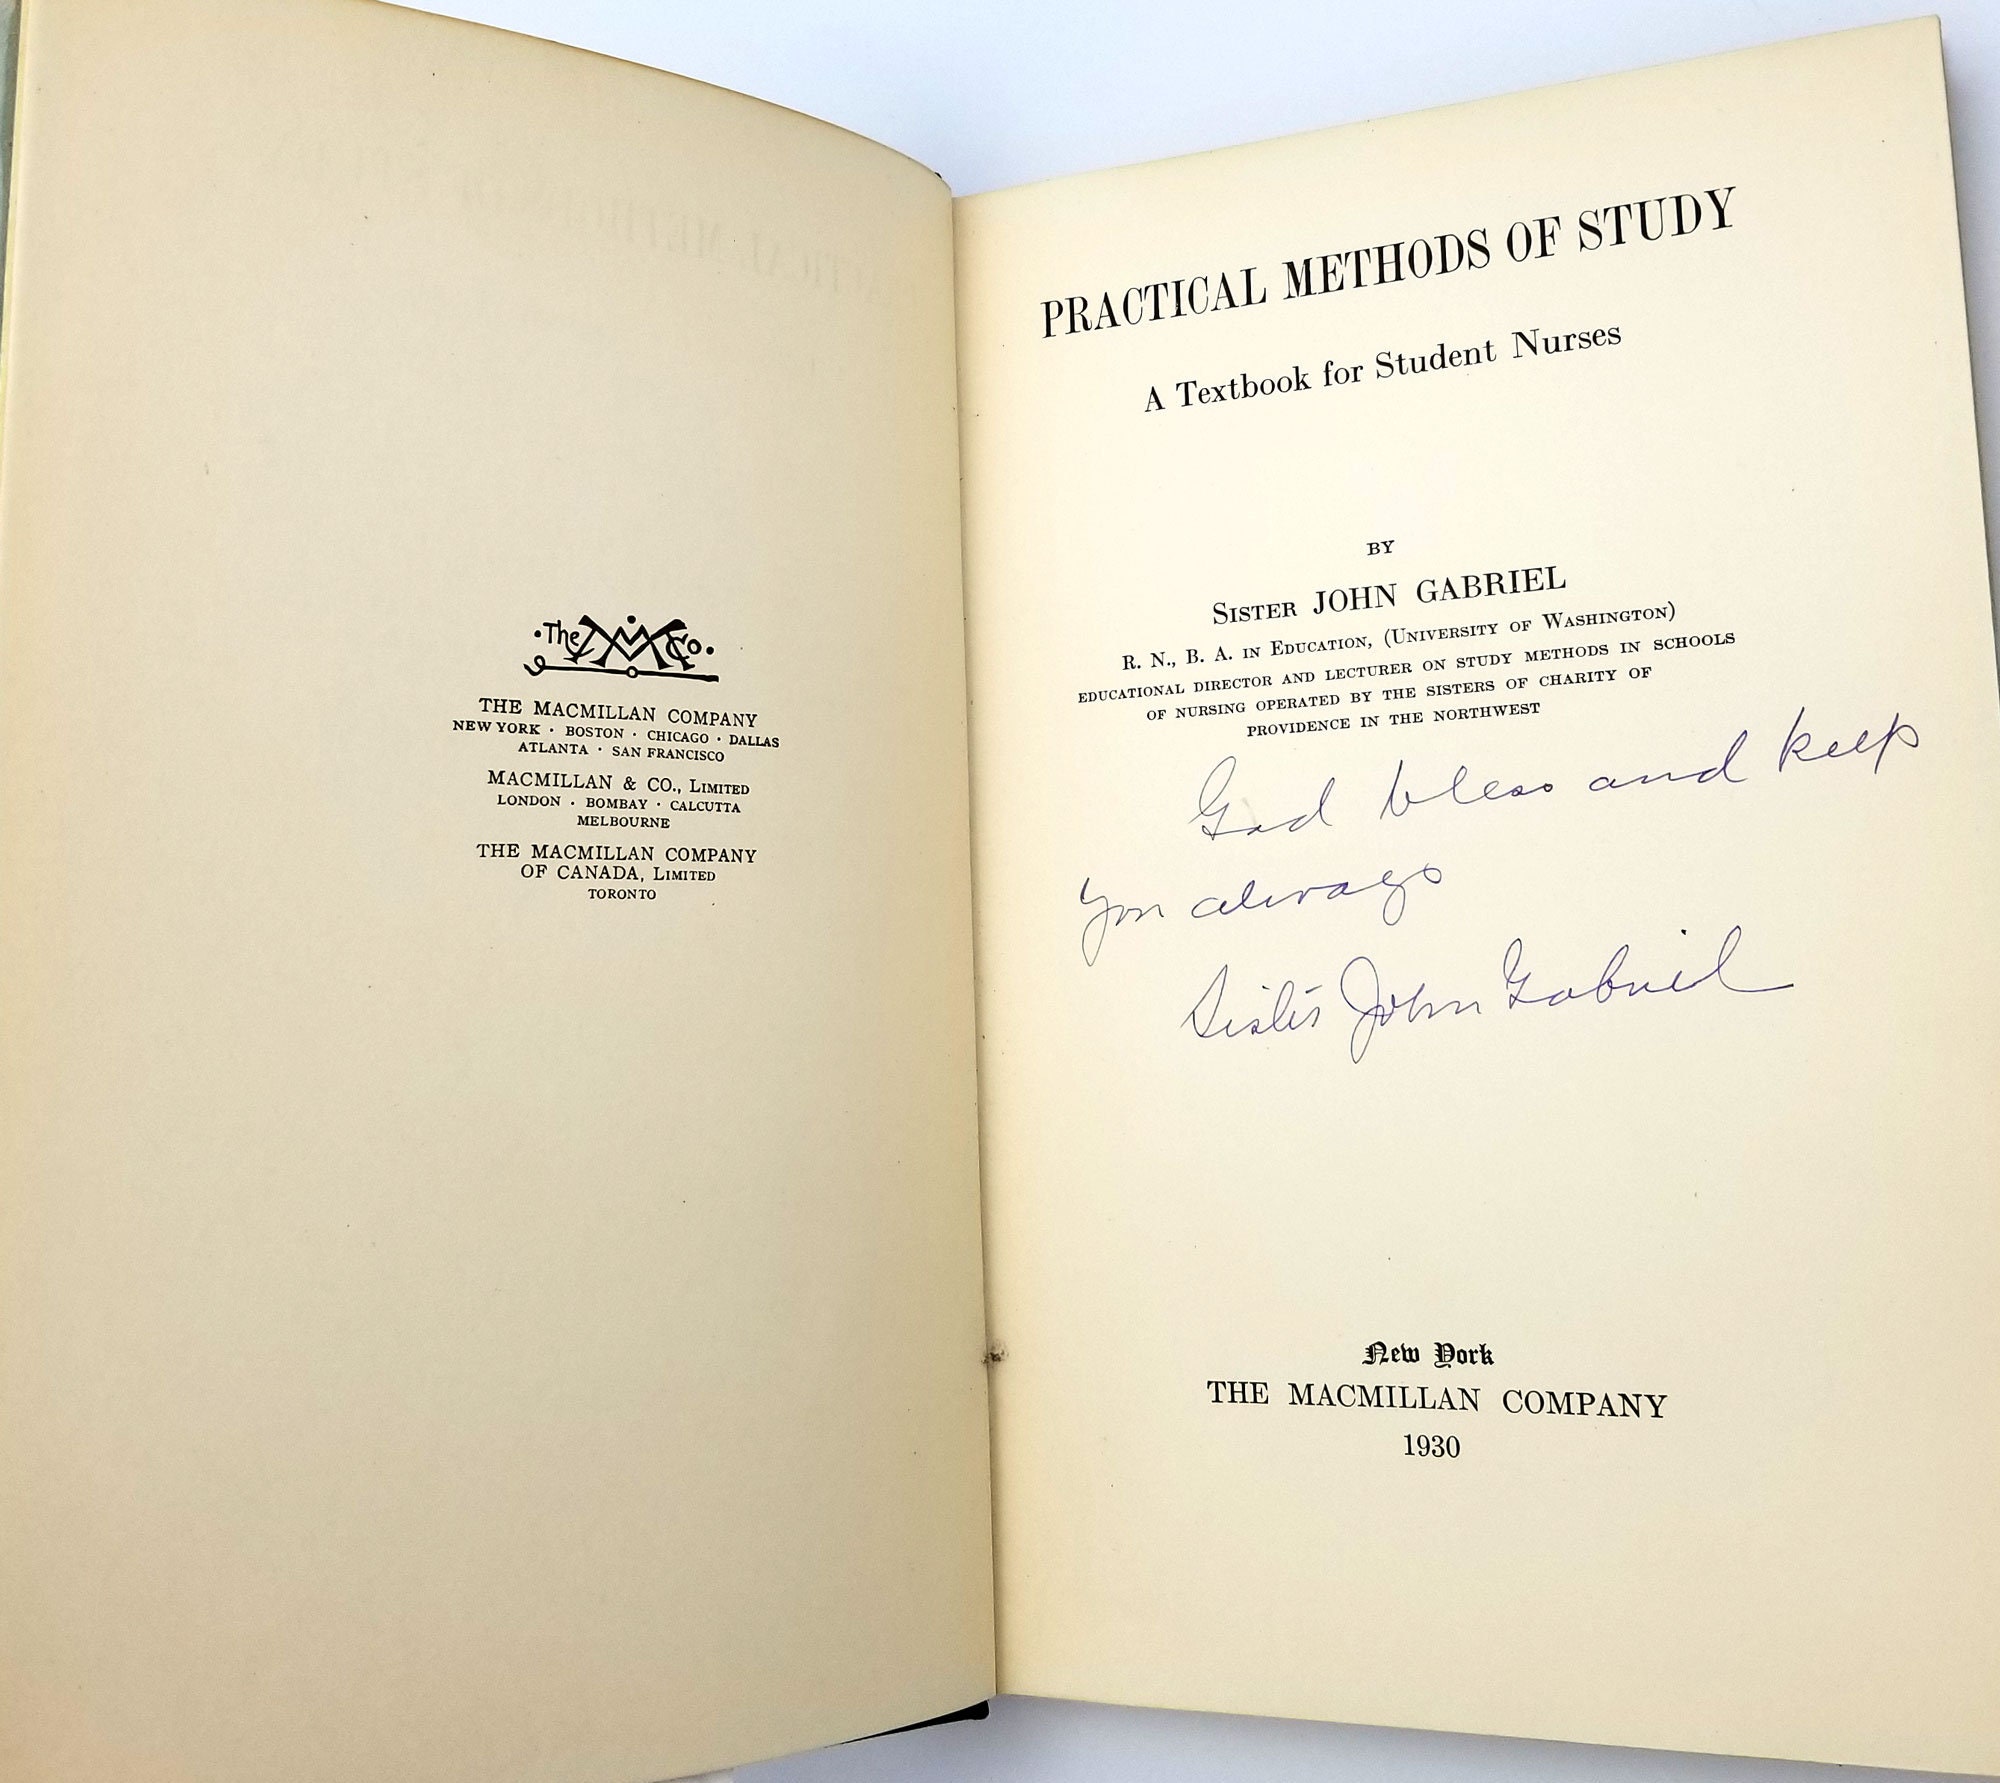 The M Co.
THE MACMILLAN COMPANY
NEW YORK · BOSTON · CHICAGO · DALLAS
ATLANTA · SAN FRANCISCO
MACMILLAN & CO., LIMITED
LONDON · BOMBAY · CALCUTTA
MELBOURNE
THE MACMILLAN COMPANY
OF CANADA, LIMITED
TORONTO
PRACTICAL METHODS OF STUDY
A Textbook for Student Nurses
BY
SISTER JOHN GABRIEL
R. N., B. A. IN EDUCATION, (UNIVERSITY OF WASHINGTON)
EDUCATIONAL DIRECTOR AND LECTURER ON STUDY METHODS IN SCHOOLS
OF NURSING OPERATED BY THE SISTERS OF CHARITY OF
PROVIDENCE IN THE NORTHWEST
God bless and keep
you always
Sister John Gabriel
New York
THE MACMILLAN COMPANY
1930